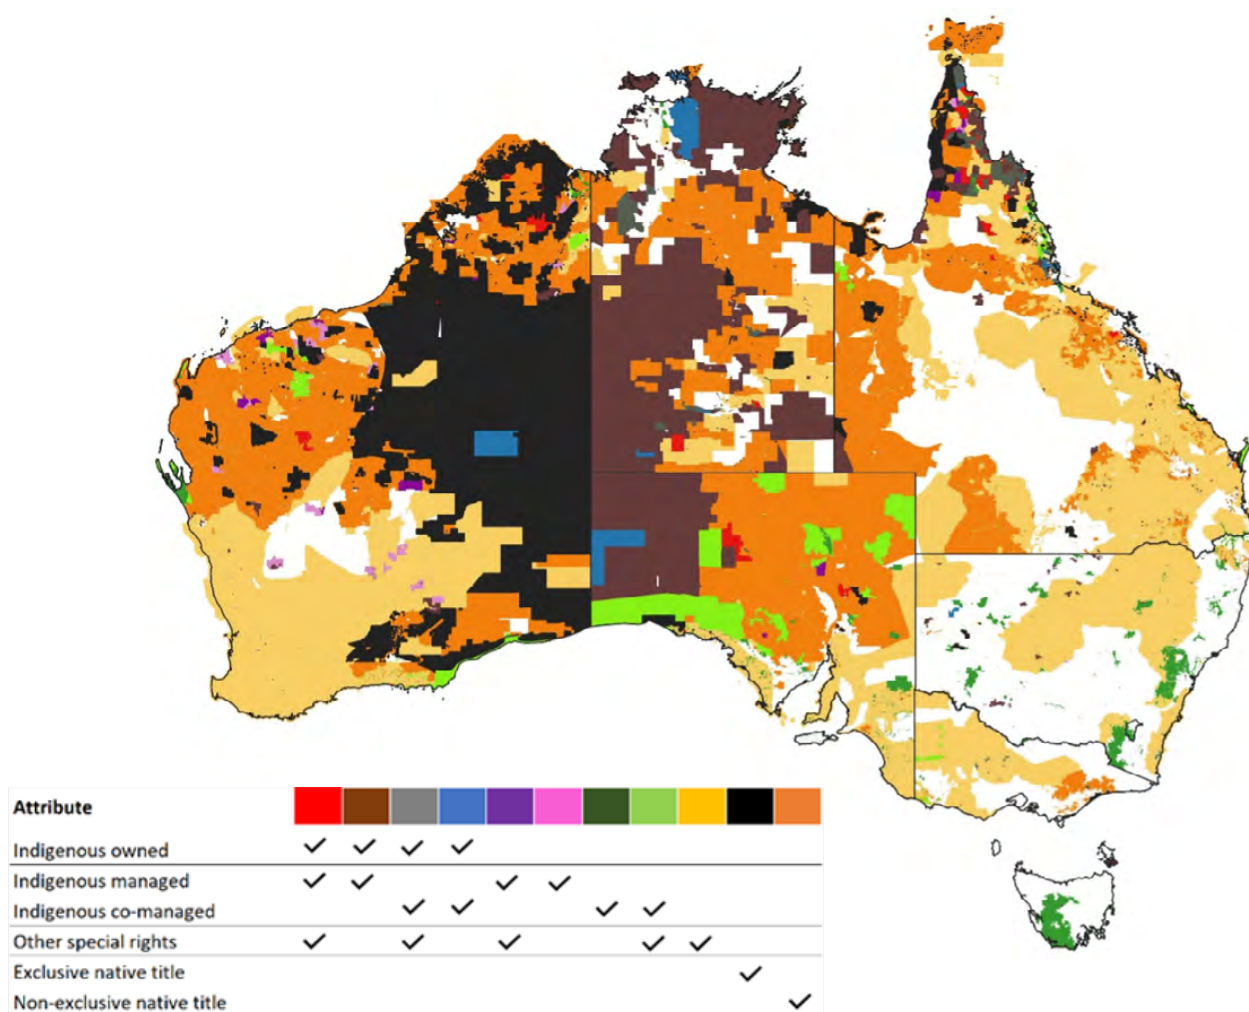 Attribute
Indigenous owned
Indigenous managed
Indigenous co-managed
Other special rights
Exclusive native title
Non-exclusive native title